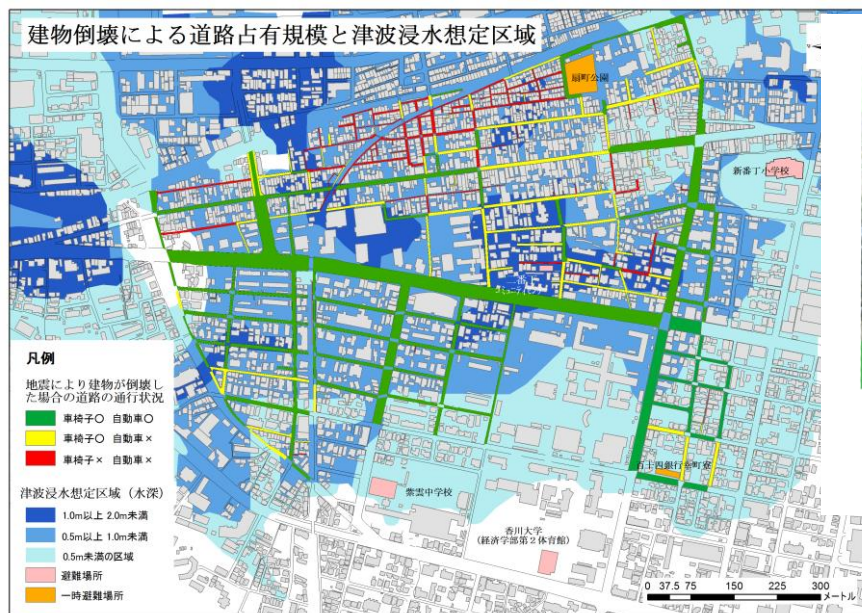 建物倒壊による道路占有規模と津波浸水想定区域
扇町公園
新番丁小学校
凡例
地震により建物が倒壊し
た場合の道路の通行状況
車椅子〇 自動車〇
車椅子〇 自動車×
車椅子× 自動車×
津波浸水想定区域（水深）
1.0m以上 2.0m未満
0.5m以上 1.0m未満
0.5m未満の区域
避難場所
一時避難場所
紫雲中学校
百十四銀行幸町寮
香川大学
（経済学部第２体育館）
0 37.5 75 150 225 300
メートル